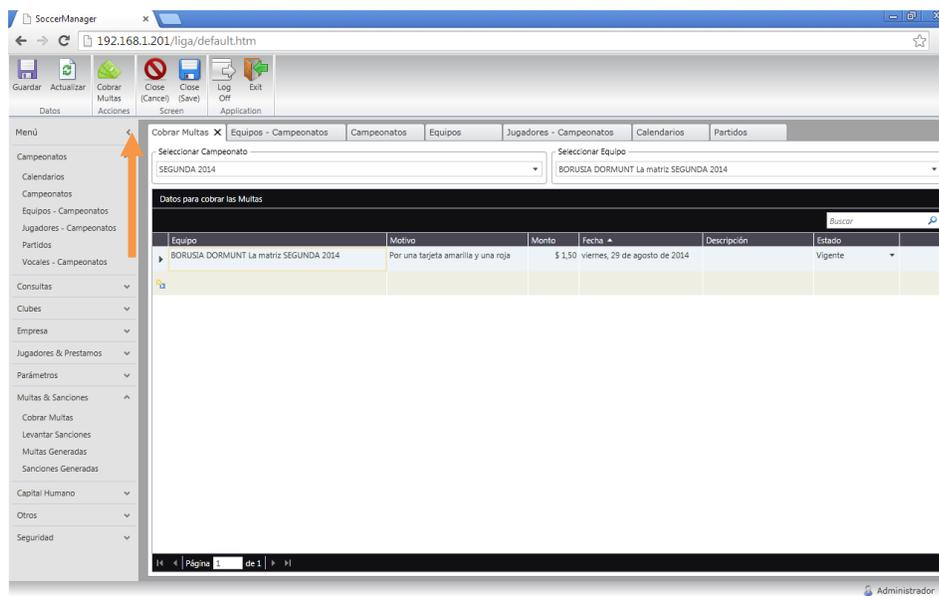 SoccerManager
192.168.1.201/liga/default.htm
Guardar Actualizar Cobrar Multas Close (Cancel) Close (Save) Log Off Exit
Datos Acciones Screen Application
Menú
Campeonatos
Calendarios
Campeonatos
Equipos - Campeonatos
Jugadores - Campeonatos
Partidos
Vocales - Campeonatos
Consultas
Clubes
Empresa
Jugadores & Prestamos
Parámetros
Multas & Sanciones
Cobrar Multas
Levantar Sanciones
Multas Generadas
Sanciones Generadas
Capital Humano
Otros
Seguridad
Cobrar Multas X Equipos - Campeonatos Campeonatos Equipos Jugadores - Campeonatos Calendarios Partidos
Seleccionar Campeonato Seleccionar Equipo
SEGUNDA 2014 BORUSIA DORMUNT La matriz SEGUNDA 2014
Datos para cobrar las Multas
Buscar
Equipo Motivo Monto Fecha Descripción Estado
BORUSIA DORMUNT La matriz SEGUNDA 2014 Por una tarjeta amarilla y una roja $ 1,50 viernes, 29 de agosto de 2014 Vigente
Página 1 de 1
Administrador